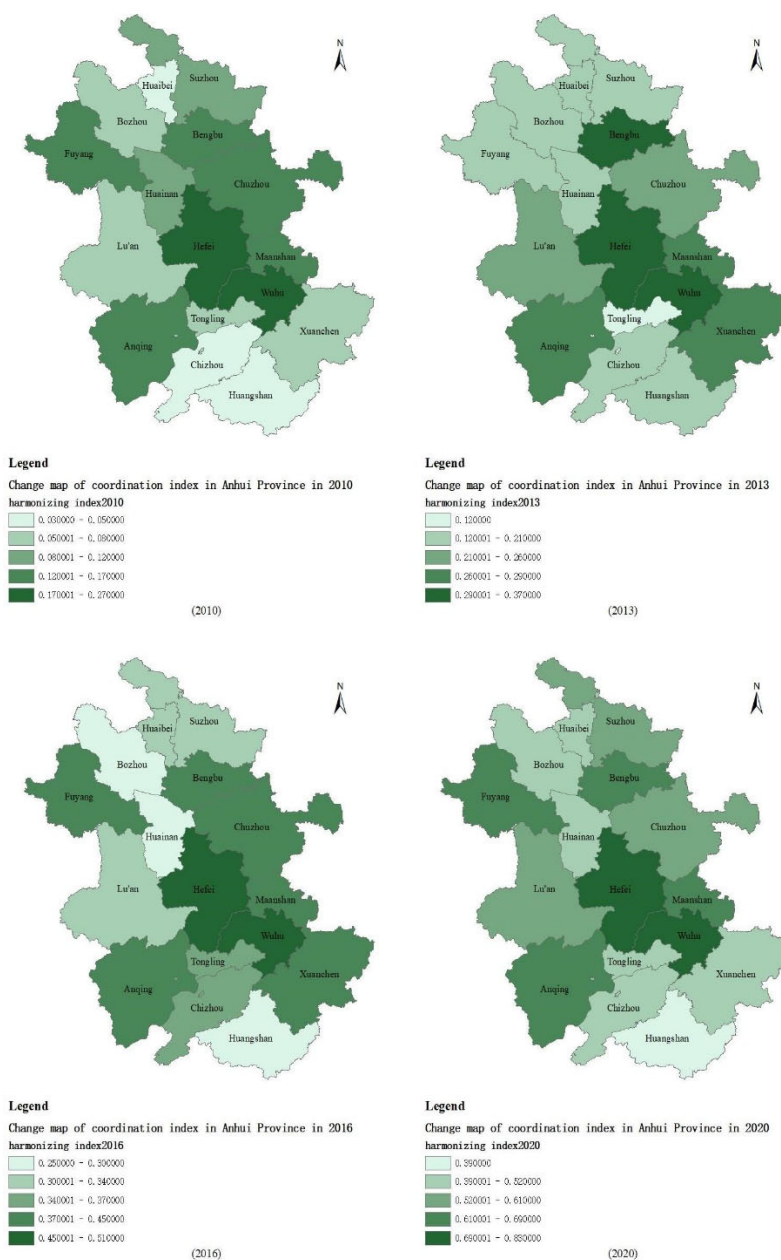 N
Suzhou
Huaibei
Bozhou
Bengbu
Fuyang
Chuzhou
Huainan
Lu'an
Hefei
Maanshan
Wuhu
Tongling
Anqing
Xuanchen
Chizhou
Huangshan
Legend
Change map of coordination index in Anhui Province in 2010
harmonizing index2010
0.030000 - 0.050000
0.050001 - 0.080000
0.080001 - 0.120000
0.120001 - 0.170000
0.170001 - 0.270000
(2010)
N
Suzhou
Huaibei
Bozhou
Bengbu
Fuyang
Chuzhou
Huainan
Lu'an
Hefei
Maanshan
Wuhu
Tongling
Anqing
Xuanchen
Chizhou
Huangshan
Legend
Change map of coordination index in Anhui Province in 2013
harmonizing index2013
0.120000
0.120001 - 0.210000
0.210001 - 0.260000
0.260001 - 0.290000
0.290001 - 0.370000
(2013)
N
Suzhou
Huaibei
Bozhou
Bengbu
Fuyang
Chuzhou
Huainan
Lu'an
Hefei
Maanshan
Wuhu
Tongling
Anqing
Xuanchen
Chizhou
Huangshan
Legend
Change map of coordination index in Anhui Province in 2016
harmonizing index2016
0.250000 - 0.300000
0.300001 - 0.340000
0.340001 - 0.370000
0.370001 - 0.450000
0.450001 - 0.510000
(2016)
N
Suzhou
Huaibei
Bozhou
Bengbu
Fuyang
Chuzhou
Huainan
Lu'an
Hefei
Maanshan
Wuhu
Tongling
Anqing
Xuanchen
Chizhou
Huangshan
Legend
Change map of coordination index in Anhui Province in 2020
harmonizing index2020
0.390000
0.390001 - 0.520000
0.520001 - 0.610000
0.610001 - 0.690000
0.690001 - 0.830000
(2020)